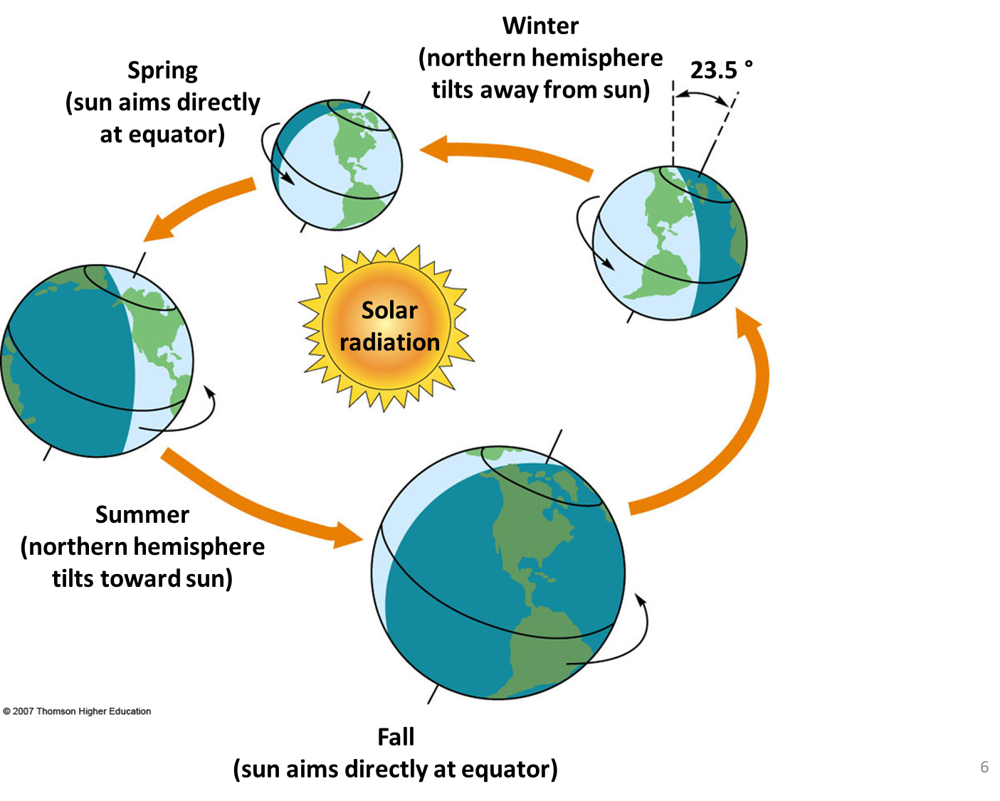 Winter
(northern hemisphere
tilts away from sun)
23.5 °
Spring
(sun aims directly
at equator)
Solar
radiation
Summer
(northern hemisphere
tilts toward sun)
© 2007 Thomson Higher Education
Fall
(sun aims directly at equator)
6